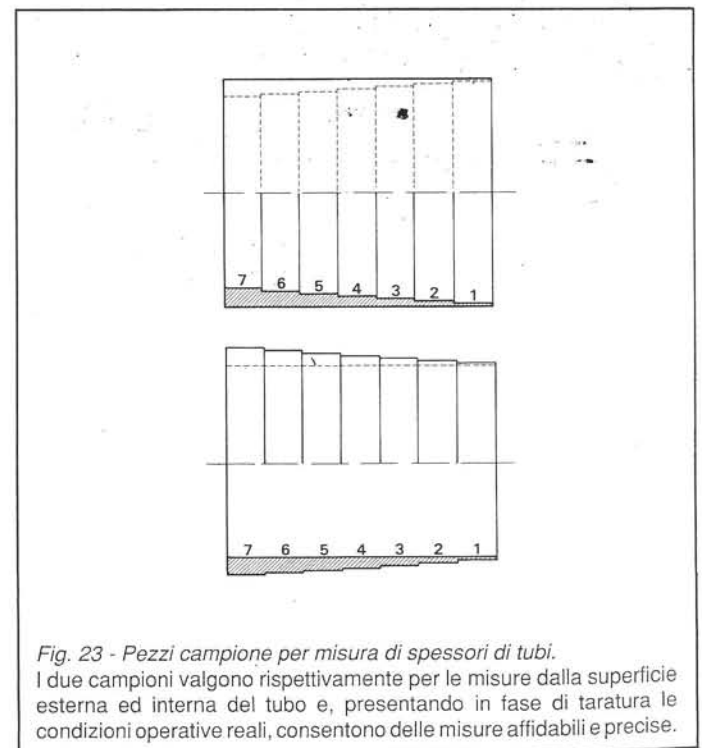 7 6 5 4 3 2 1
7 6 5 4 3 2 1
Fig. 23 - Pezzi campione per misura di spessori di tubi.
I due campioni valgono rispettivamente per le misure dalla superficie
esterna ed interna del tubo e, presentando in fase di taratura le
condizioni operative reali, consentono delle misure affidabili e precise.